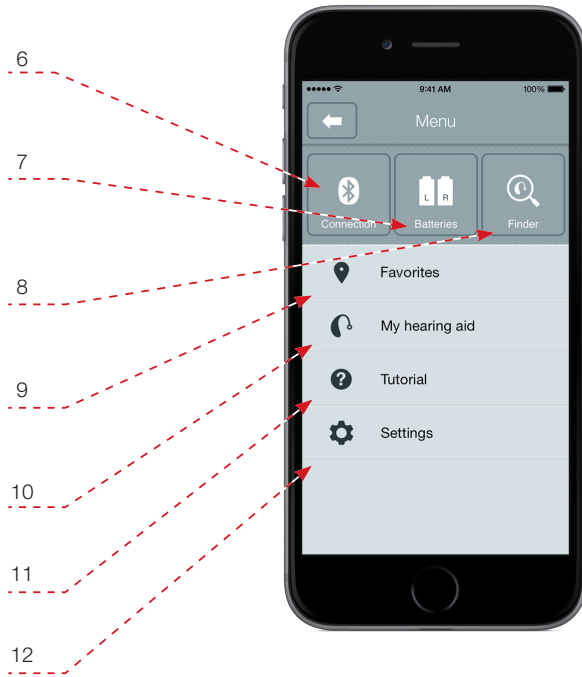 6
7
8
9
10
11
12
9:41 AM 100%
Menu
L R
Connection Batteries Finder
Favorites
My hearing aid
Tutorial
Settings